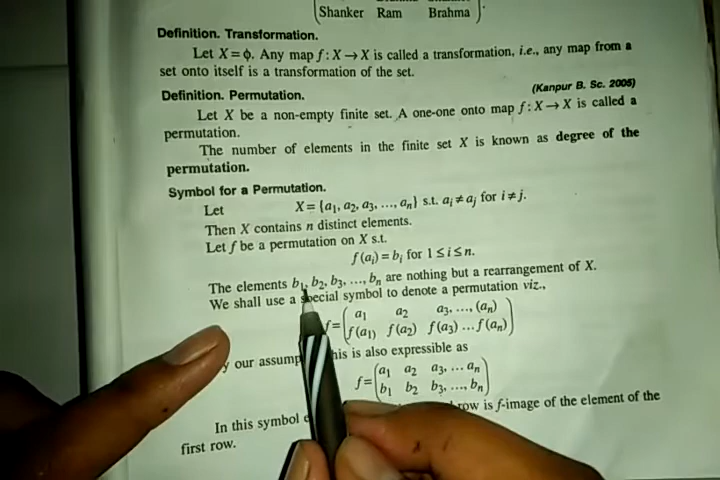 Shanker Ram Brahma
Definition. Transformation.
Let X = ϕ. Any map f : X → X is called a transformation, i.e., any map from a
set onto itself is a transformation of the set.
(Kanpur B. Sc. 2005)
Definition. Permutation.
Let X be a non-empty finite set. A one-one onto map f : X → X is called a
permutation.
The number of elements in the finite set X is known as degree of the
permutation.
Symbol for a Permutation.
Let X = {a₁, a₂, a₃, ..., aₙ} s.t. aᵢ ≠ aⱼ for i ≠ j.
Then X contains n distinct elements.
Let f be a permutation on X s.t.
f(aᵢ) = bᵢ for 1 ≤ i ≤ n.
The elements b₁, b₂, b₃, ..., bₙ are nothing but a rearrangement of X.
We shall use a special symbol to denote a permutation viz.,
a₁ a₂ a₃, ..., (aₙ)
f = ( f(a₁) f(a₂) f(a₃) ... f(aₙ) )
our his is also expressible as
a₁ a₂ a₃, ... aₙ
f = ( b₁ b₂ b₃, ..., bₙ )
In this symbol row is f-image of the element of the
first row.